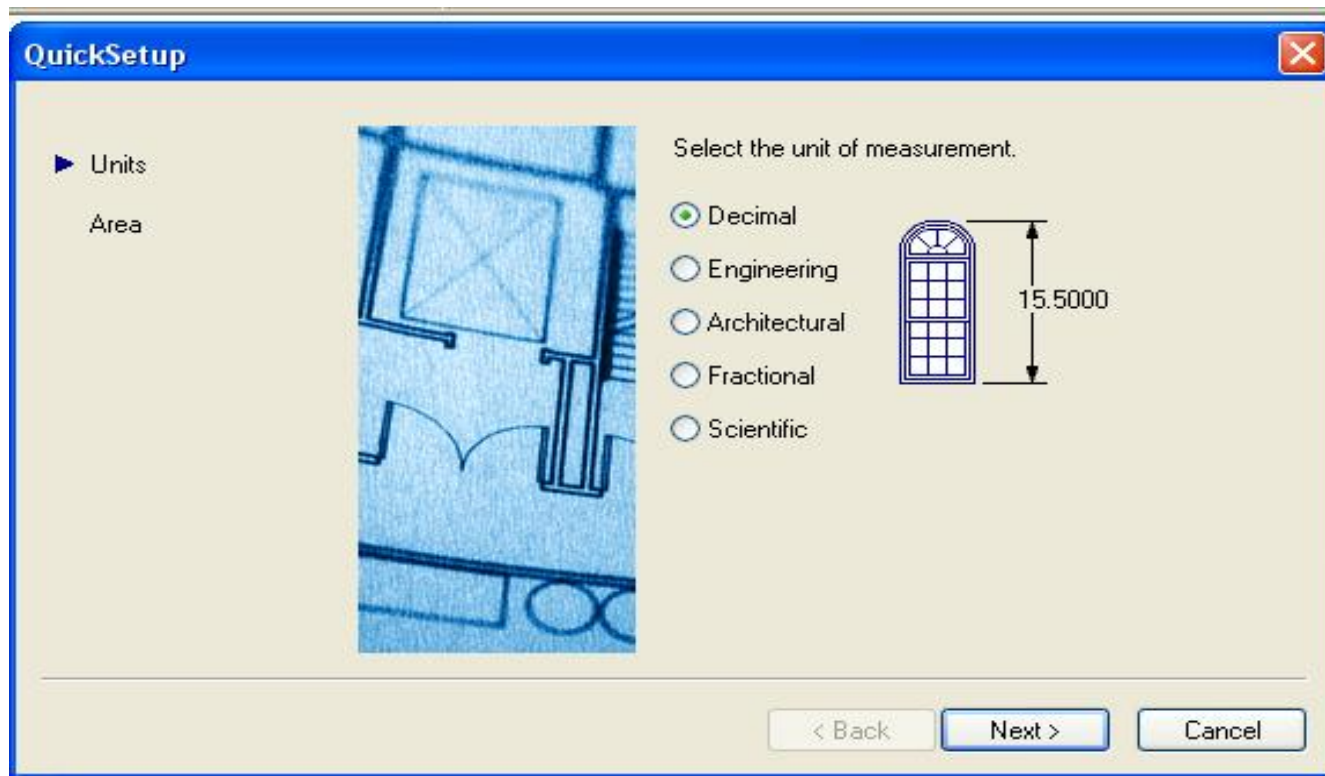 QuickSetup
Units
Area
Select the unit of measurement.
Decimal
Engineering
Architectural
Fractional
Scientific
15.5000
< Back
Next >
Cancel